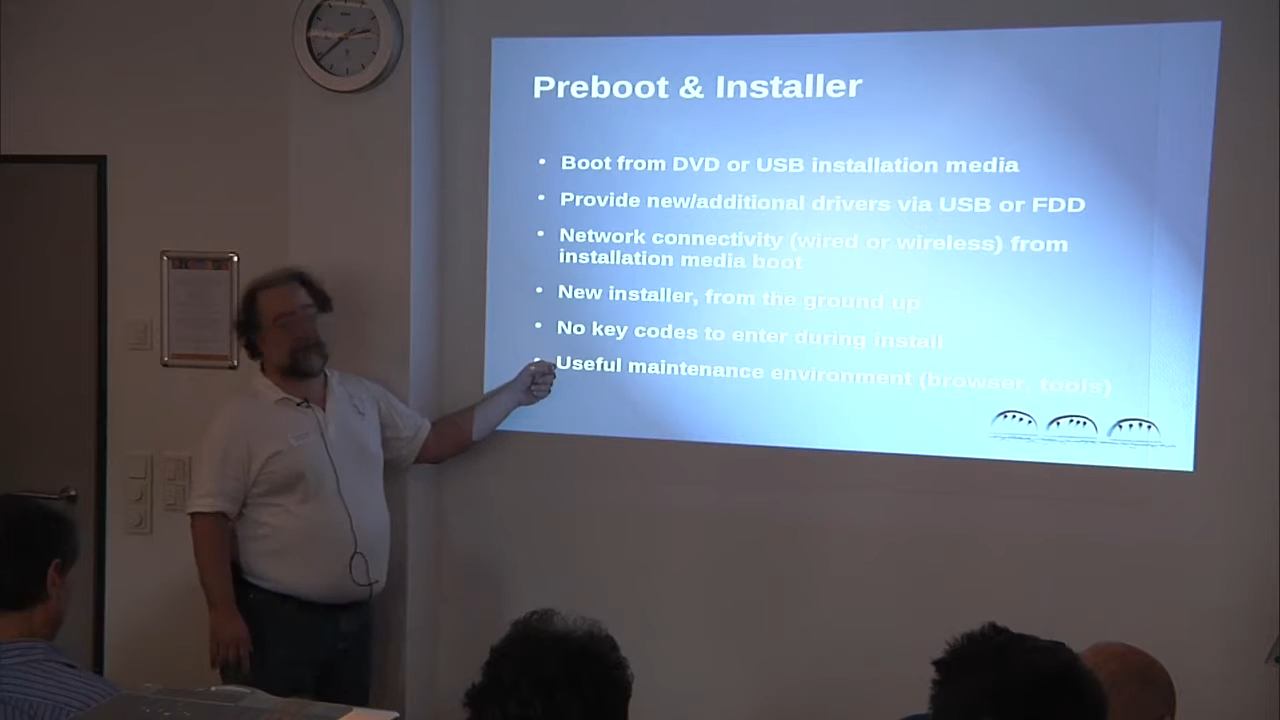 Preboot & Installer
• Boot from DVD or USB installation media
• Provide new/additional drivers via USB or FDD
• Network connectivity (wired or wireless) from
installation media boot
• New installer, from the ground up
• No key codes to enter during install
• Useful maintenance environment (browser, tools)